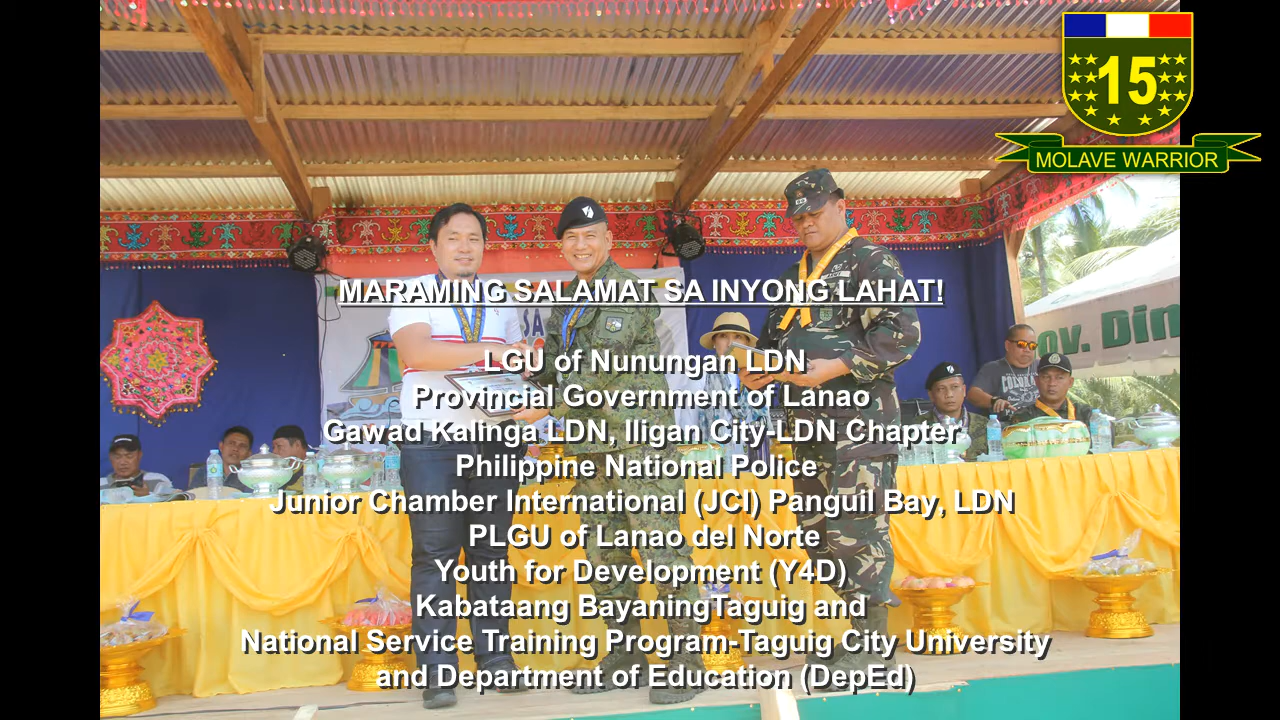 15
MOLAVE WARRIOR
MARAMING SALAMAT SA INYONG LAHAT!
SA
LGU of Nunungan LDN
Provincial Government of Lanao
Gawad Kalinga LDN, Iligan City-LDN Chapter
Philippine National Police
Junior Chamber International (JCI) Panguil Bay, LDN
PLGU of Lanao del Norte
Youth for Development (Y4D)
Kabataang BayaningTaguig and
National Service Training Program-Taguig City University
and Department of Education (DepEd)
ov. Din